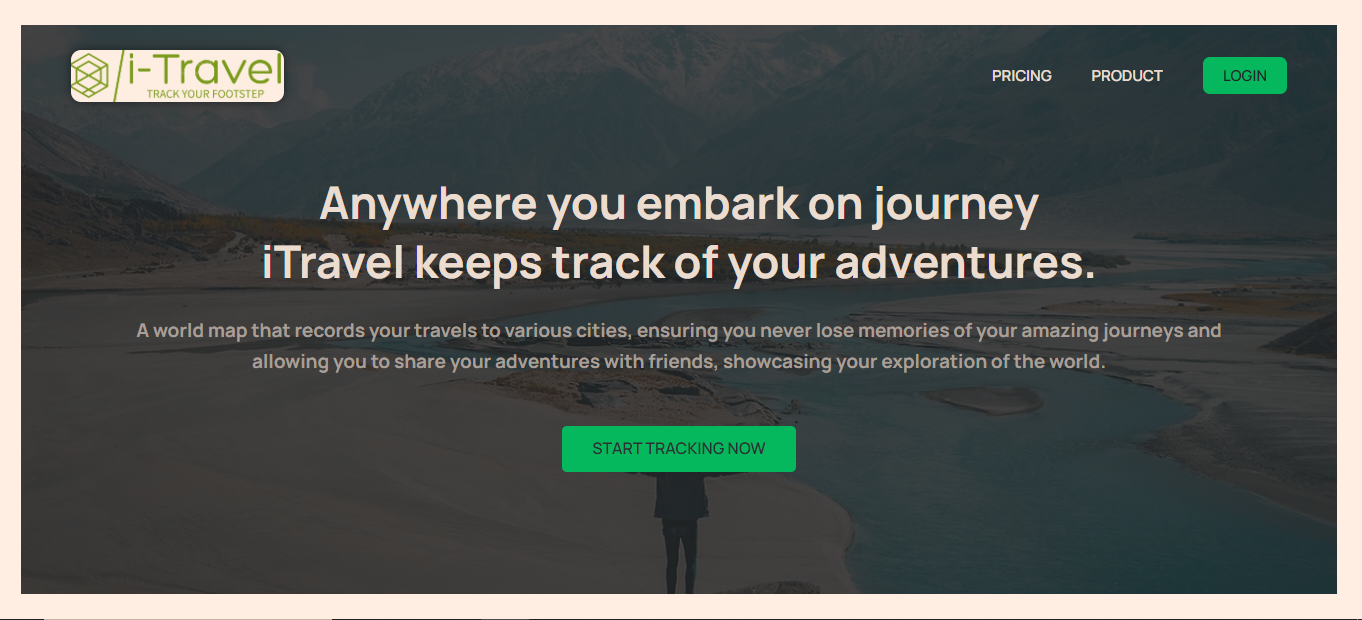 i-Travel
TRACK YOUR FOOTSTEP
PRICING PRODUCT LOGIN
Anywhere you embark on journey
iTravel keeps track of your adventures.
A world map that records your travels to various cities, ensuring you never lose memories of your amazing journeys and
allowing you to share your adventures with friends, showcasing your exploration of the world.
START TRACKING NOW